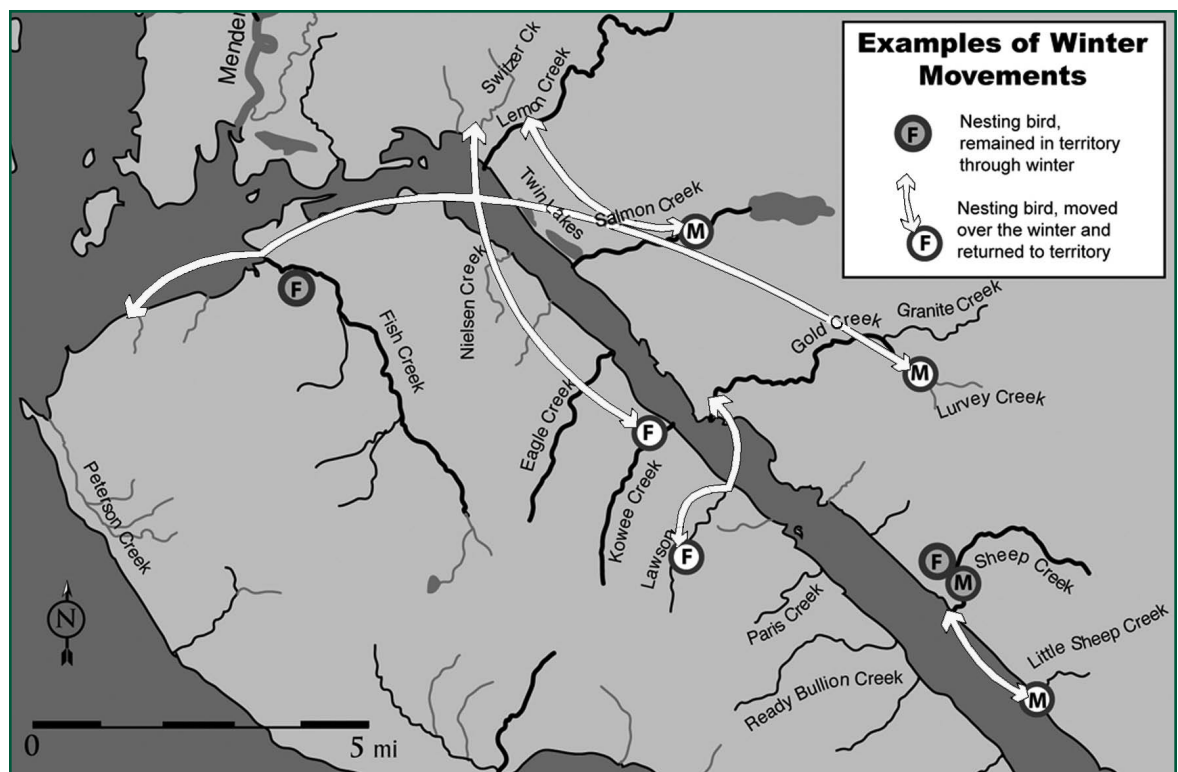 Examples of Winter
Movements
F
Nesting bird,
remained in territory
through winter
F
Nesting bird, moved
over the winter and
returned to territory
Menden
Switzer Ck
Lemon Creek
Twin Lakes
Salmon Creek
M
F
Fish Creek
Nielsen Creek
Granite Creek
Gold Creek
M
Lurvey Creek
Eagle Creek
F
Kowee Creek
Lawson
F
Peterson Creek
F
M
Sheep Creek
Paris Creek
Little Sheep Creek
M
Ready Bullion Creek
N
0
5 mi